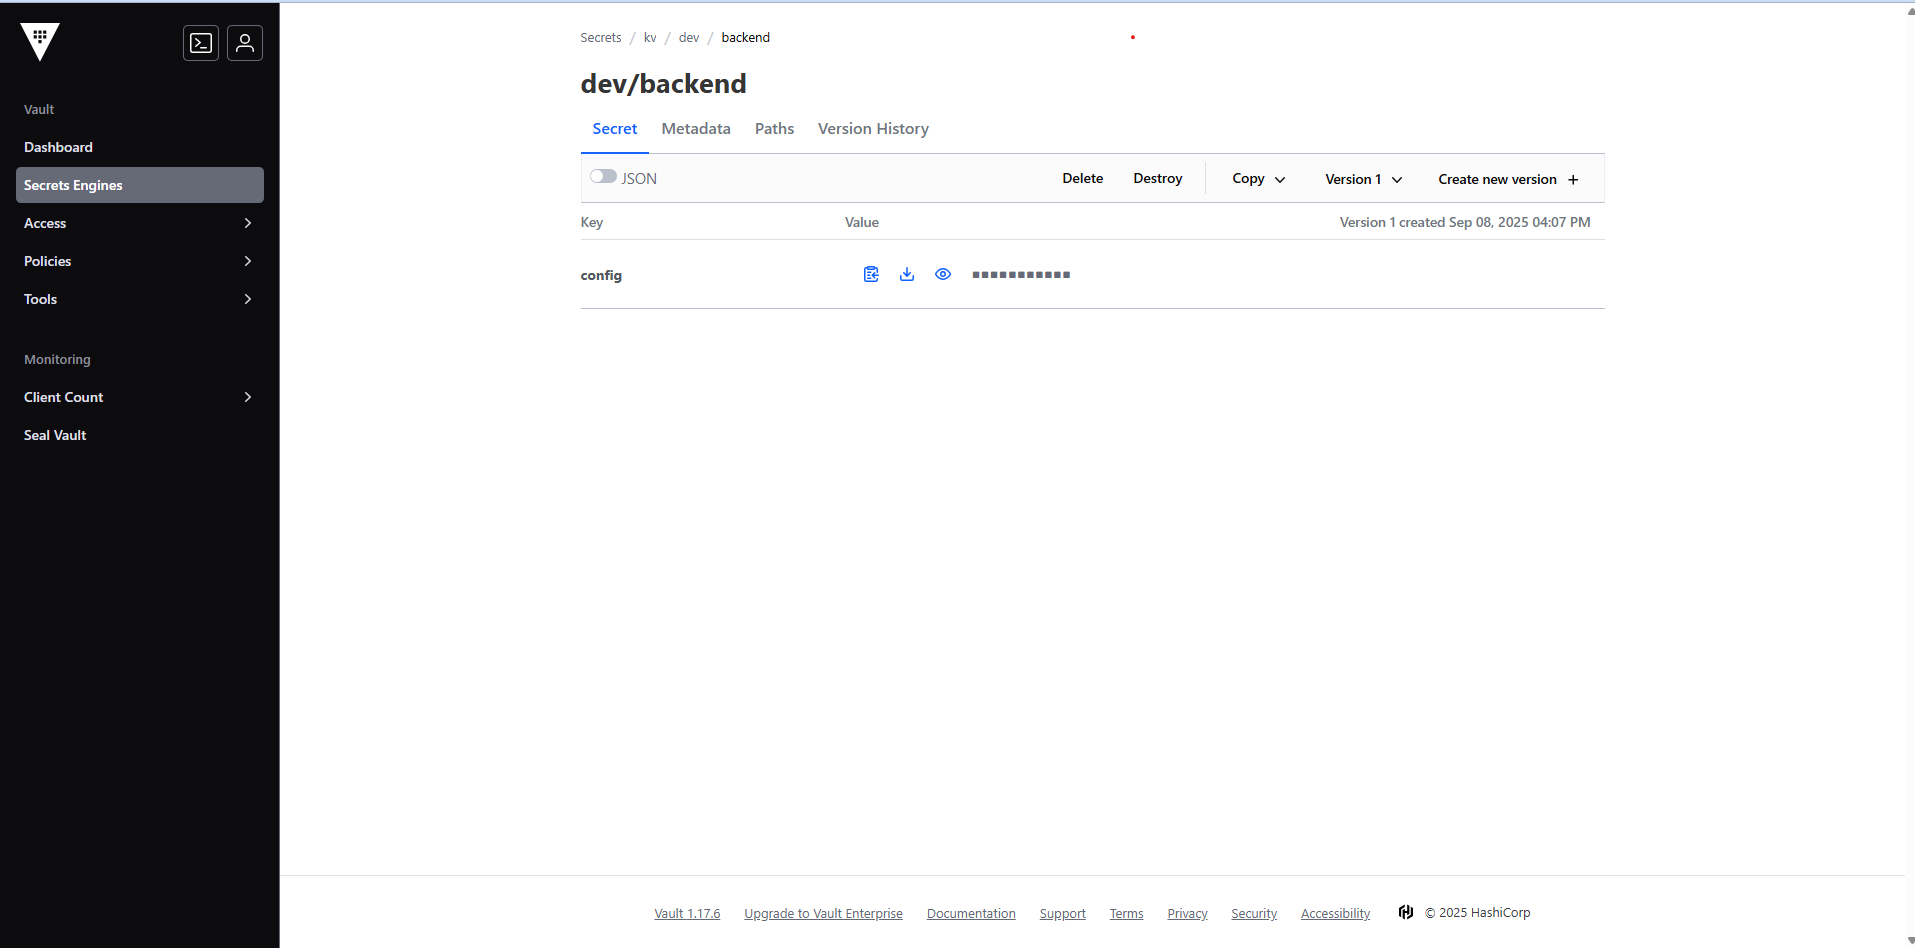 Vault
Dashboard
Secrets Engines
Access
Policies
Tools
Monitoring
Client Count
Seal Vault
Secrets / kv / dev / backend
dev/backend
Secret Metadata Paths Version History
JSON Delete Destroy Copy Version 1 Create new version +
Key Value Version 1 created Sep 08, 2025 04:07 PM
config
Vault 1.17.6 Upgrade to Vault Enterprise Documentation Support Terms Privacy Security Accessibility © 2025 HashiCorp